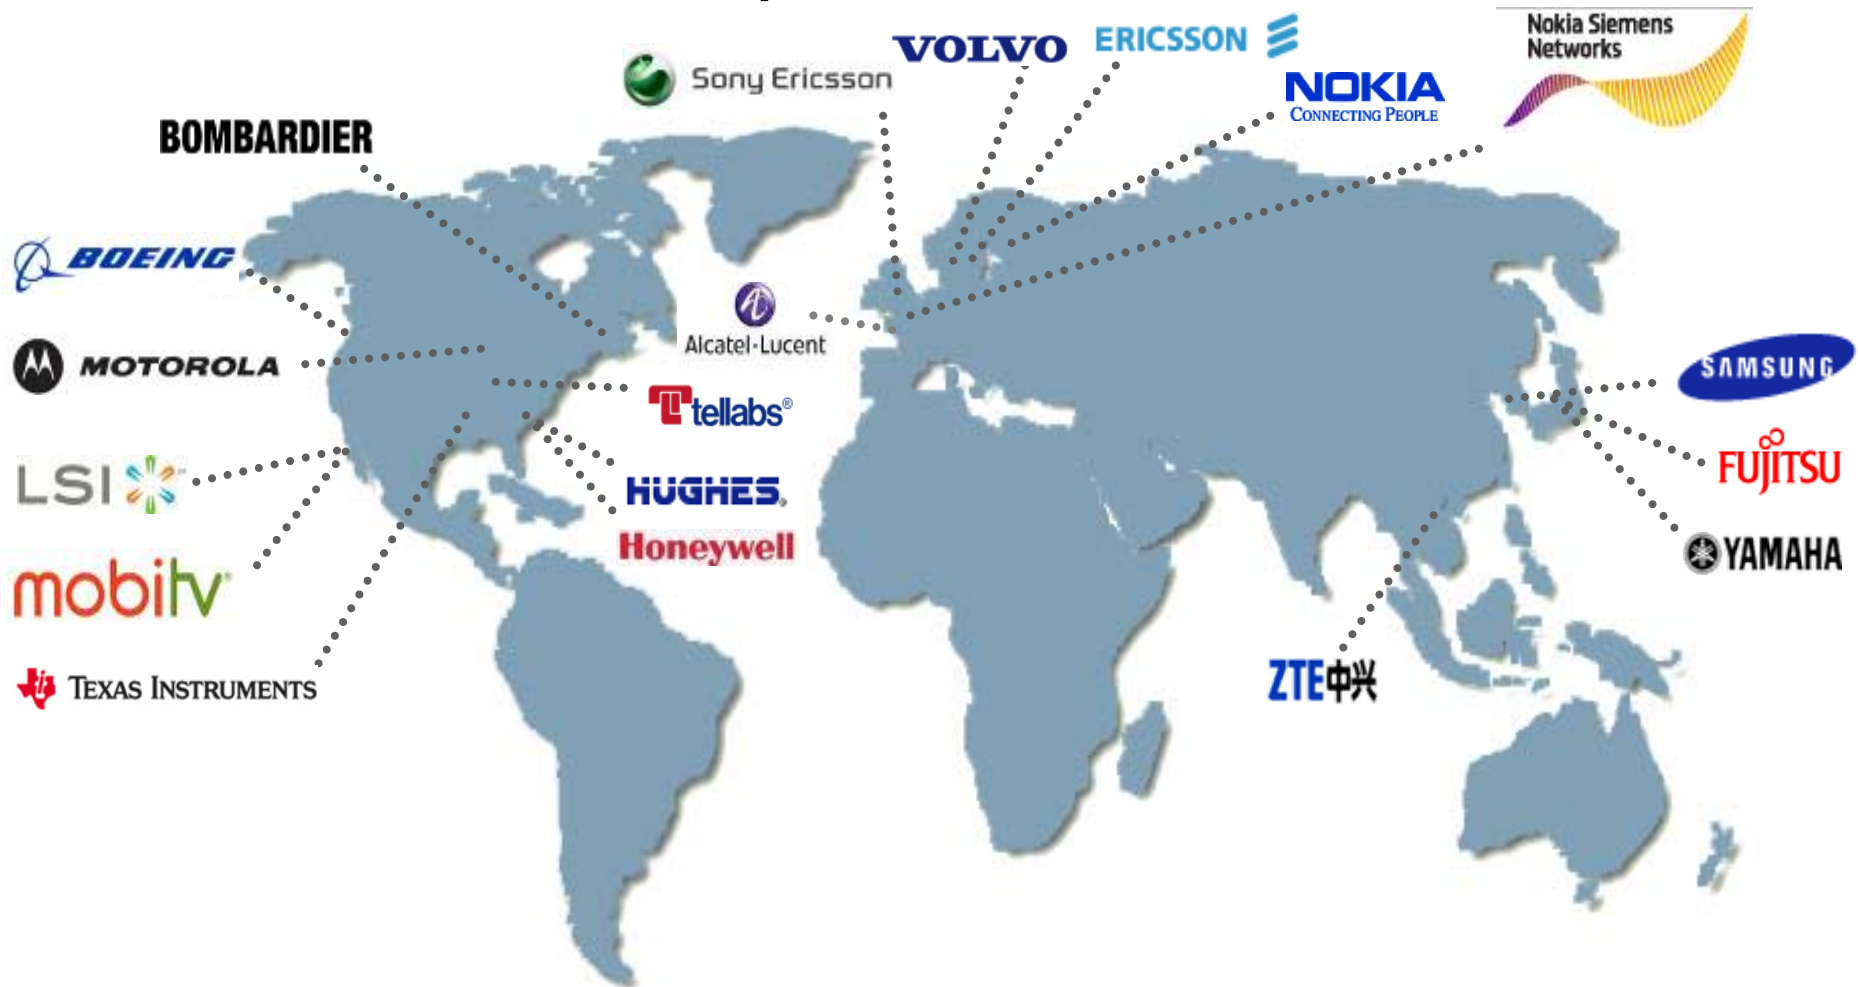 Nokia Siemens
Networks
VOLVO
ERICSSON
Sony Ericsson
NOKIA
CONNECTING PEOPLE
BOMBARDIER
BOEING
Alcatel·Lucent
MOTOROLA
SAMSUNG
tellabs®
FUJITSU
LSI
HUGHES®
Honeywell
YAMAHA
mobitv
TEXAS INSTRUMENTS
ZTE中兴